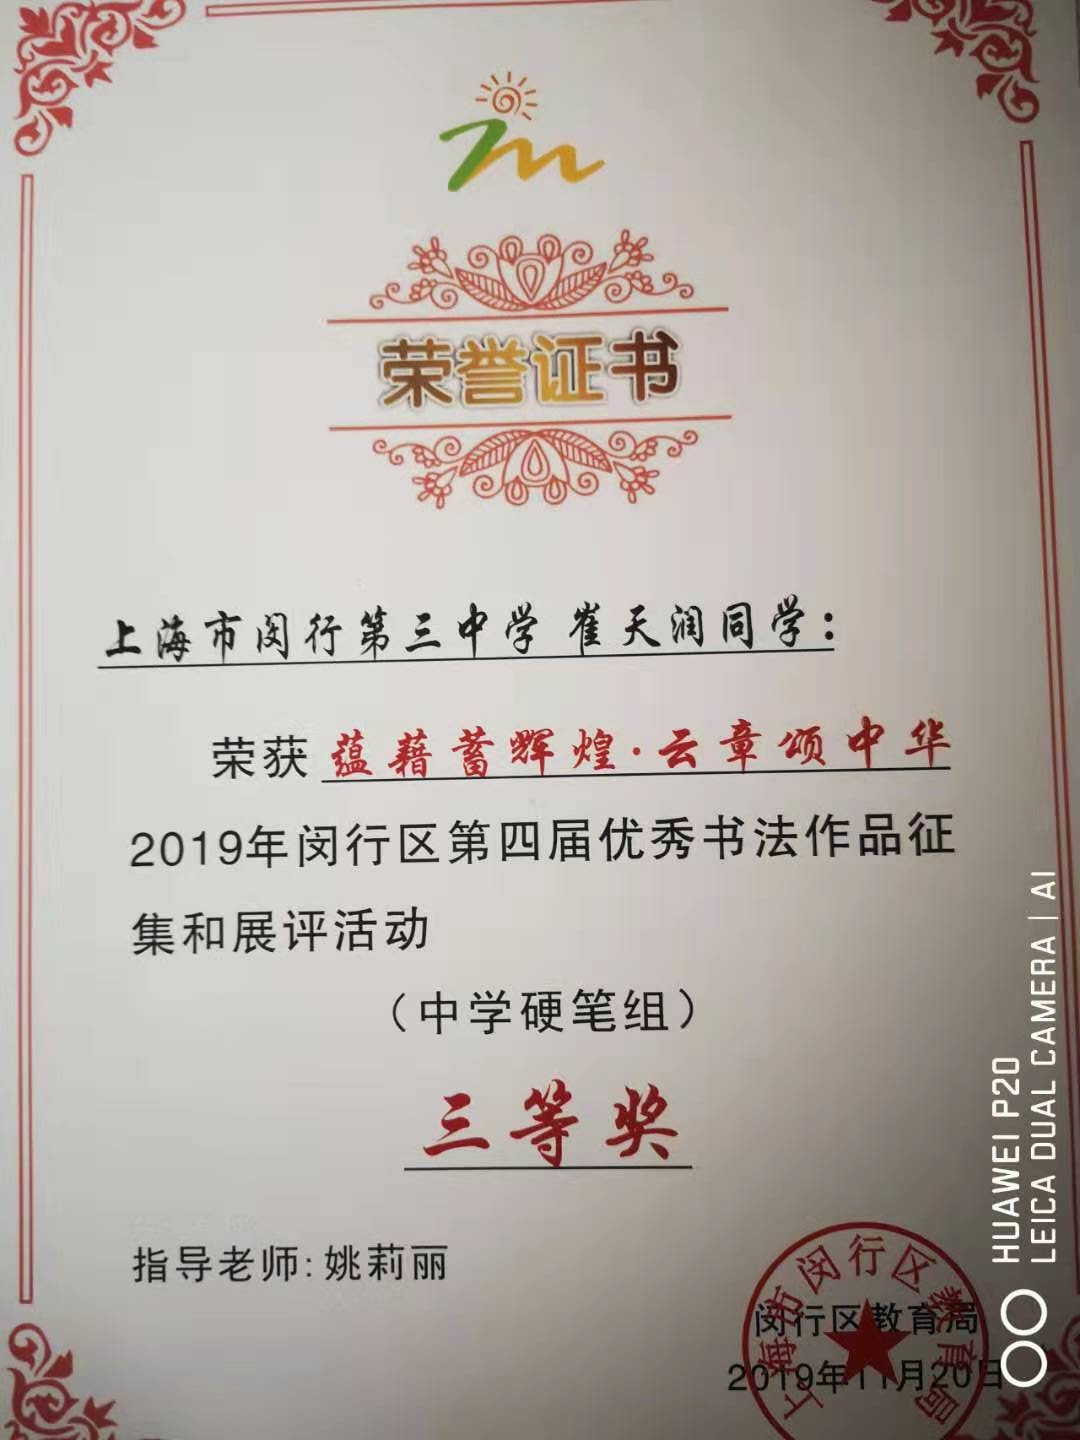 荣誉证书
上海市闵行第三中学 崔天润同学:
荣获 蕴藉蓄辉煌·云章颂中华
2019年闵行区第四届优秀书法作品征
集和展评活动
（中学硬笔组）
三等奖
指导老师:姚莉丽
闵行区教育局
2019年11月20日
上海市闵行区教育局
HUAWEI P20
LEICA DUAL CAMERA | AI